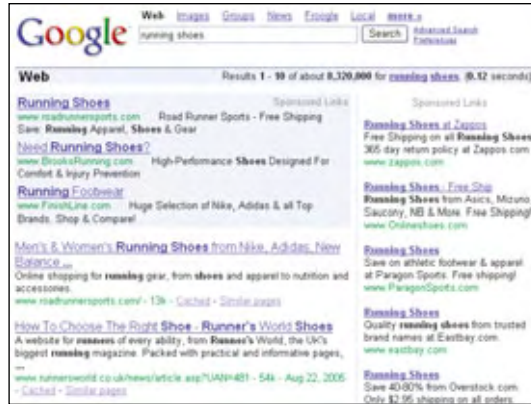 Web Images Groups News Froogle Local more »
Google
running shoes
Search
Advanced Search
Preferences
Web
Results 1 - 10 of about 8,320,000 for running shoes. (0.12 seconds)
Running Shoes
Sponsored Links
www.roadrunnersports.com Road Runner Sports - Free Shipping
Save: Running Apparel, Shoes & Gear
Need Running Shoes?
www.BrooksRunning.com High-Performance Shoes Designed For
Comfort & Injury Prevention
Running Footwear
www.FinishLine.com Huge Selection of Nike, Adidas & all Top
Brands. Shop & Compare!
Men's & Women's Running Shoes from Nike, Adidas, New
Balance ...
Online shopping for running gear, from shoes and apparel to nutrition and
accessories.
www.roadrunnersports.com/ - 13k - Cached - Similar pages
How To Choose The Right Shoe - Runner's World Shoes
A website for runners of every ability, from Runner's World, the UK's
biggest running magazine. Packed with practical and informative pages,
...
www.runnersworld.co.uk/news/article.asp?UAN=481 - 54k - Aug 22, 2006
- Cached - Similar pages
Sponsored Links
Running Shoes at Zappos
Free Shipping on all Running Shoes
365 day return policy at Zappos.com
www.zappos.com
Running Shoes - Free Ship
Running Shoes from Asics, Mizuno
Saucony, NB & More. Free Shipping!
www.Onlineshoes.com
Running Shoes
Save on athletic footwear & apparel
at Paragon Sports. Free shipping!
www.ParagonSports.com
Running Shoes
Quality running shoes from trusted
brand names at Eastbay.com.
www.eastbay.com
Running Shoes
Save 40-80% from Overstock.com
Only $2.95 shipping on all orders.